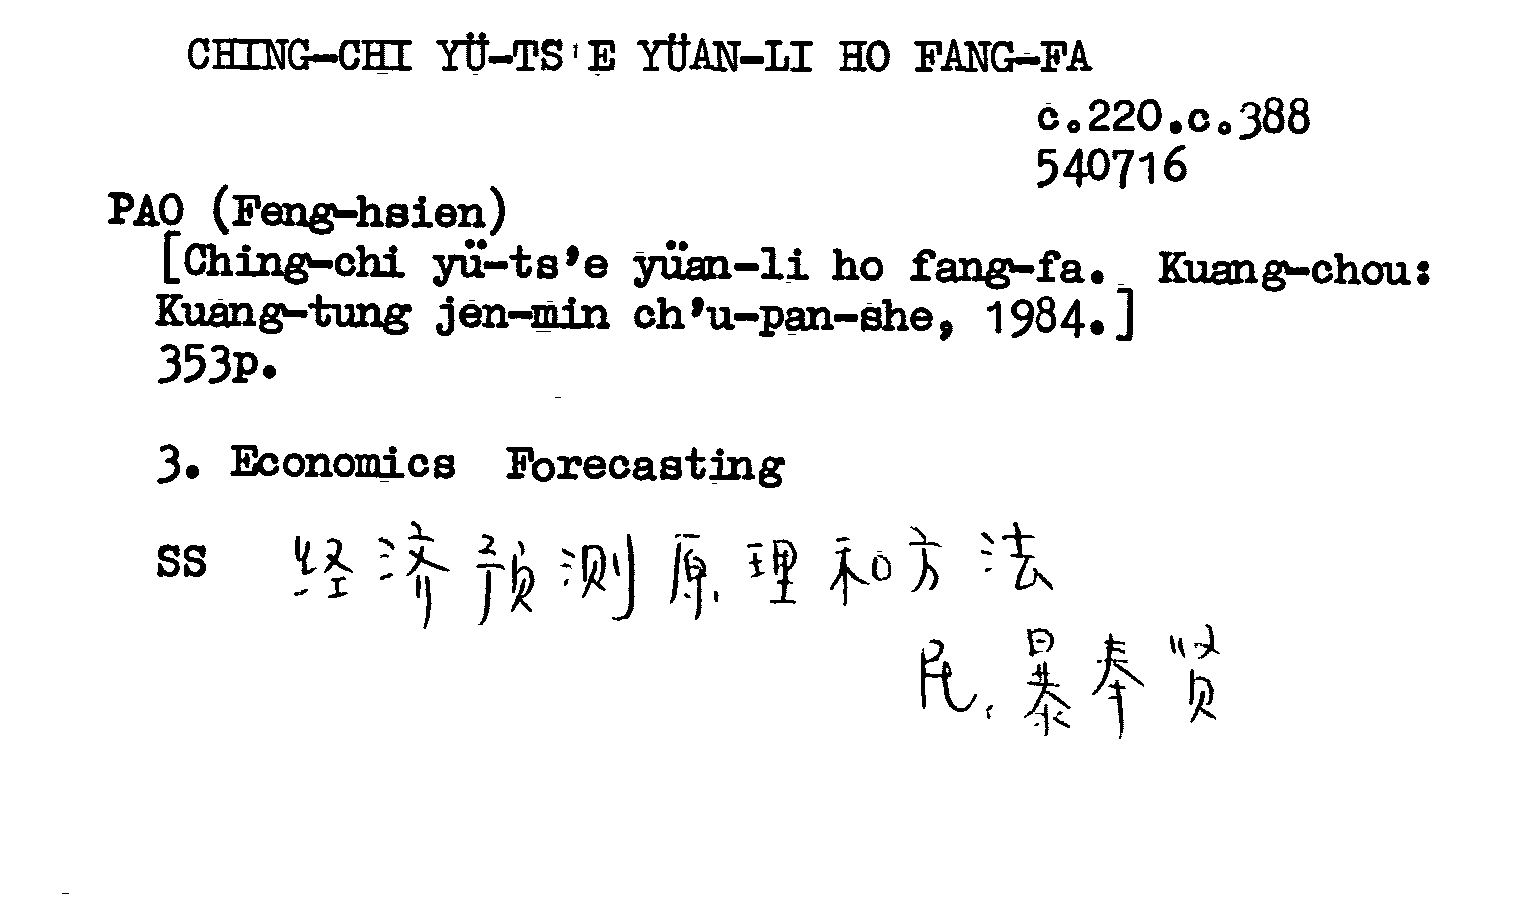 CHING-CHI YÜ-TS'E YÜAN-LI HO FANG-FA
c.220.c.388
540716
PAO (Feng-hsien)
[Ching-chi yü-ts'e yüan-li ho fang-fa. Kuang-chou:
Kuang-tung jen-min ch'u-pan-she, 1984.]
353p.
3. Economics Forecasting
SS 经济预测原理和方法
民. 暴奉贤